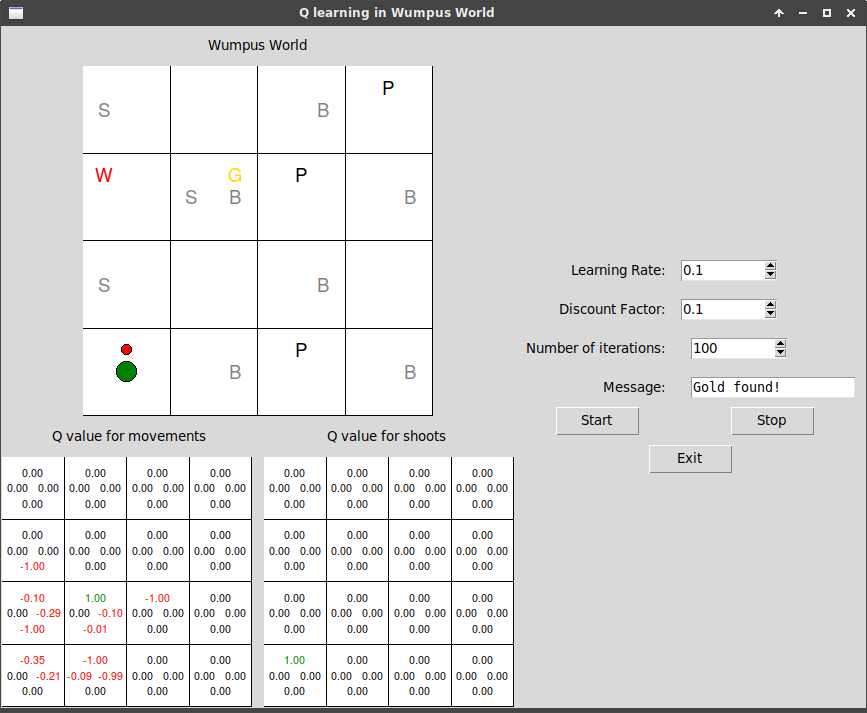 Q learning in Wumpus World
Wumpus World
P
S B
W G P
S B B
S B
P
B B
Learning Rate: 0.1
Discount Factor: 0.1
Number of iterations: 100
Message: Gold found!
Start Stop
Exit
Q value for movements Q value for shoots
0.00 0.00 0.00 0.00 0.00 0.00 0.00 0.00
0.00 0.00 0.00 0.00 0.00 0.00 0.00 0.00 0.00 0.00 0.00 0.00 0.00 0.00 0.00 0.00
0.00 0.00 0.00 0.00 0.00 0.00 0.00 0.00
0.00 0.00 0.00 0.00 0.00 0.00 0.00 0.00
0.00 0.00 0.00 0.00 0.00 0.00 0.00 0.00 0.00 0.00 0.00 0.00 0.00 0.00 0.00 0.00
-1.00 0.00 0.00 0.00 0.00 0.00 0.00 0.00
-0.10 1.00 -1.00 0.00 0.00 0.00 0.00 0.00
0.00 -0.29 0.00 -0.10 0.00 0.00 0.00 0.00 0.00 0.00 0.00 0.00 0.00 0.00 0.00 0.00
-1.00 -0.01 0.00 0.00 0.00 0.00 0.00 0.00
-0.35 -1.00 0.00 0.00 1.00 0.00 0.00 0.00
0.00 -0.21 -0.09 -0.99 0.00 0.00 0.00 0.00 0.00 0.00 0.00 0.00 0.00 0.00 0.00 0.00
0.00 0.00 0.00 0.00 0.00 0.00 0.00 0.00